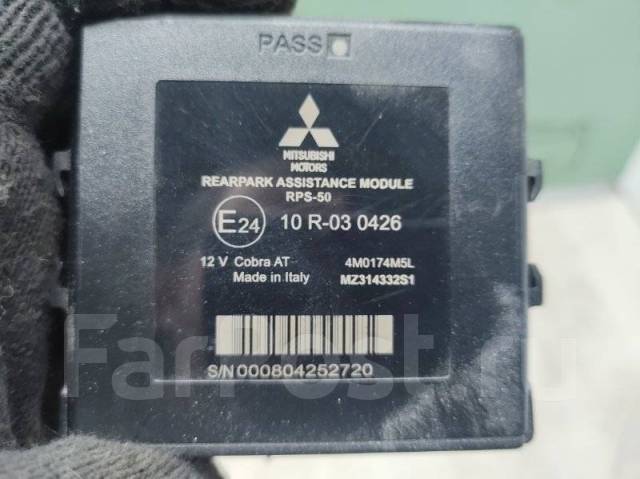 PASS
MITSUBISHI
MOTORS
REARPARK ASSISTANCE MODULE
RPS-50
E24 10 R-03 0426
12 V Cobra AT 4M0174M5L
Made in Italy MZ314332S1
S/N 000804252720
FarPost.ru